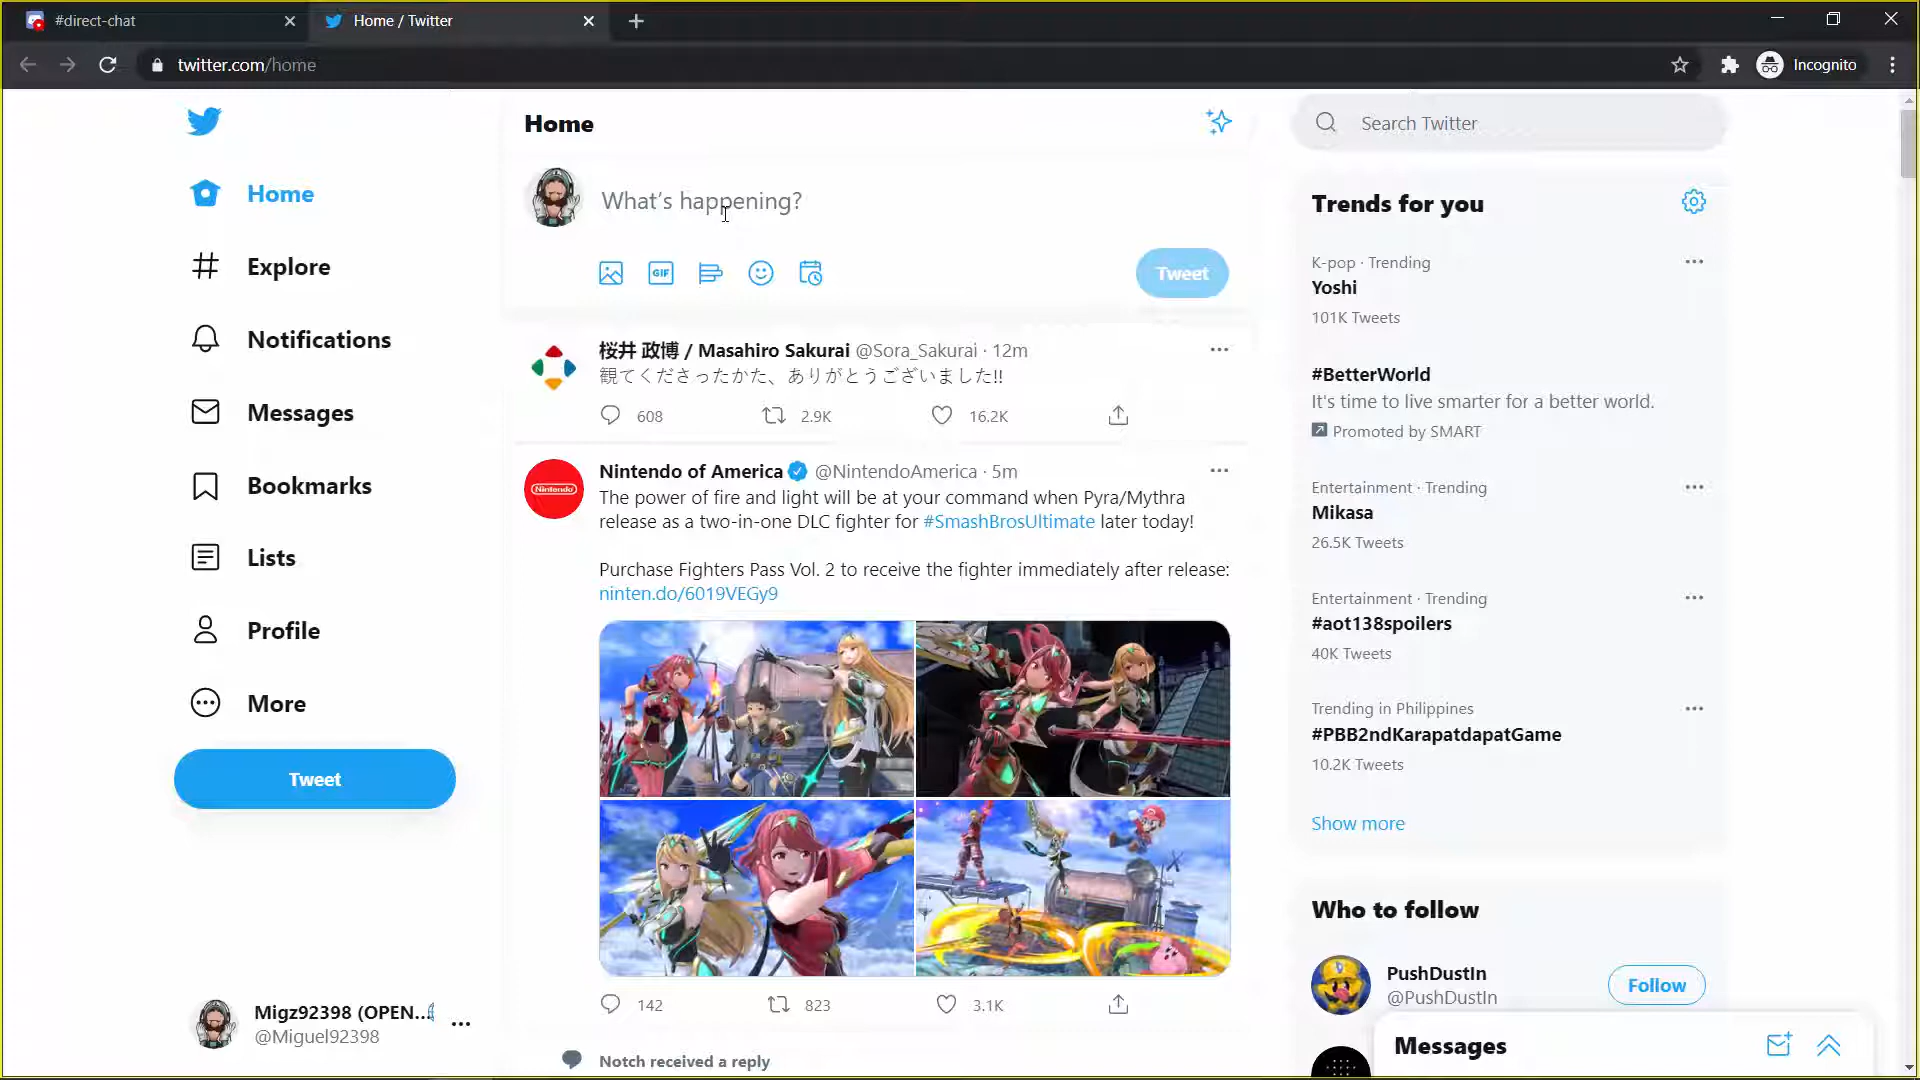 #direct-chat
Home / Twitter
twitter.com/home
Incognito
Home
Explore
Notifications
Messages
Bookmarks
Lists
Profile
More
Tweet
Migz92398 (OPEN...
@Miguel92398
Home
What's happening?
GIF
Tweet
桜井 政博 / Masahiro Sakurai @Sora_Sakurai · 12m
観てくださったかた、ありがとうございました!!
608 2.9K 16.2K
Nintendo of America @NintendoAmerica · 5m
Nintendo
The power of fire and light will be at your command when Pyra/Mythra
release as a two-in-one DLC fighter for #SmashBrosUltimate later today!
Purchase Fighters Pass Vol. 2 to receive the fighter immediately after release:
ninten.do/6019VEGy9
142 823 3.1K
Notch received a reply
Search Twitter
Trends for you
K-pop · Trending
Yoshi
101K Tweets
#BetterWorld
It's time to live smarter for a better world.
Promoted by SMART
Entertainment · Trending
Mikasa
26.5K Tweets
Entertainment · Trending
#aot138spoilers
40K Tweets
Trending in Philippines
#PBB2ndKarapatdapatGame
10.2K Tweets
Show more
Who to follow
PushDustIn
@PushDustIn
Follow
Messages